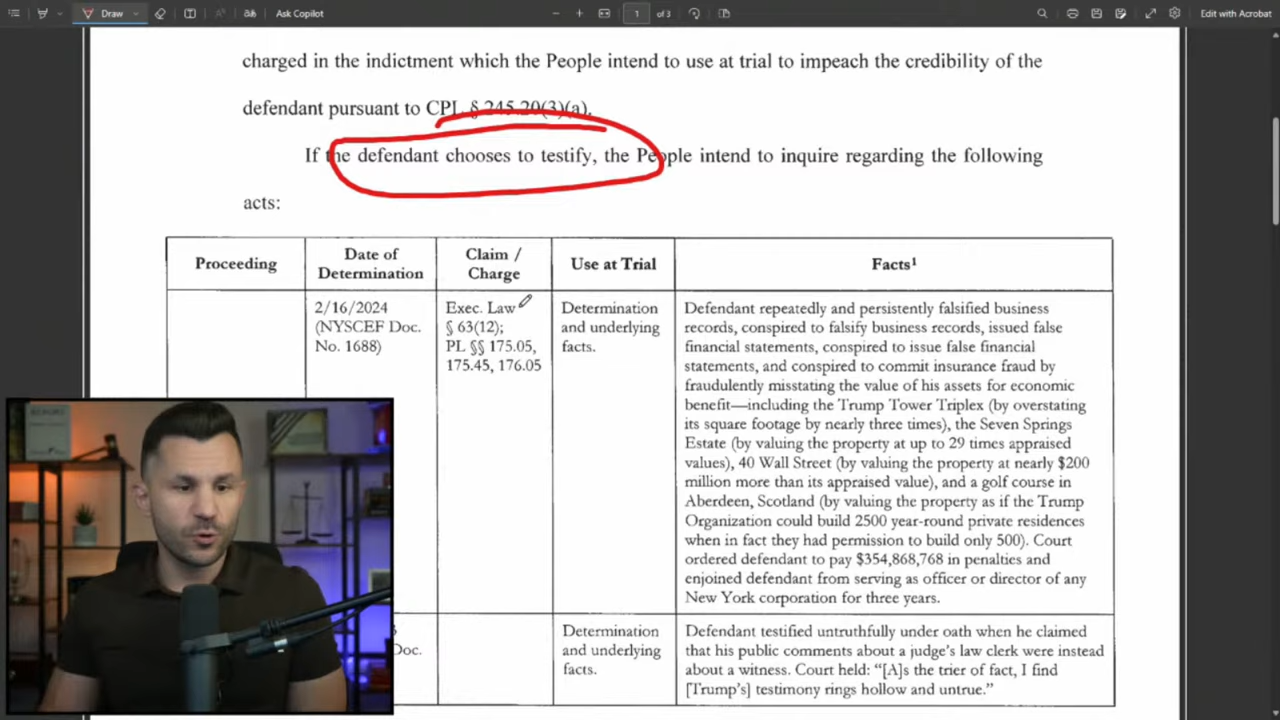 Draw
Ask Copilot
1 of 3
Edit with Acrobat
charged in the indictment which the People intend to use at trial to impeach the credibility of the
defendant pursuant to CPL § 245.20(3)(a).
If the defendant chooses to testify, the People intend to inquire regarding the following
acts:
Proceeding
Date of
Determination
Claim /
Charge
Use at Trial
Facts¹
2/16/2024
(NYSCEF Doc.
No. 1688)
Exec. Law
§ 63(12);
PL §§ 175.05,
175.45, 176.05
Determination
and underlying
facts.
Defendant repeatedly and persistently falsified business
records, conspired to falsify business records, issued false
financial statements, conspired to issue false financial
statements, and conspired to commit insurance fraud by
fraudulently misstating the value of his assets for economic
benefit—including the Trump Tower Triplex (by overstating
its square footage by nearly three times), the Seven Springs
Estate (by valuing the property at up to 29 times appraised
values), 40 Wall Street (by valuing the property at nearly $200
million more than its appraised value), and a golf course in
Aberdeen, Scotland (by valuing the property as if the Trump
Organization could build 2500 year-round private residences
when in fact they had permission to build only 500). Court
ordered defendant to pay $354,868,768 in penalties and
enjoined defendant from serving as officer or director of any
New York corporation for three years.
Doc.
Determination
and underlying
facts.
Defendant testified untruthfully under oath when he claimed
that his public comments about a judge's law clerk were instead
about a witness. Court held: “[A]s the trier of fact, I find
[Trump's] testimony rings hollow and untrue.”